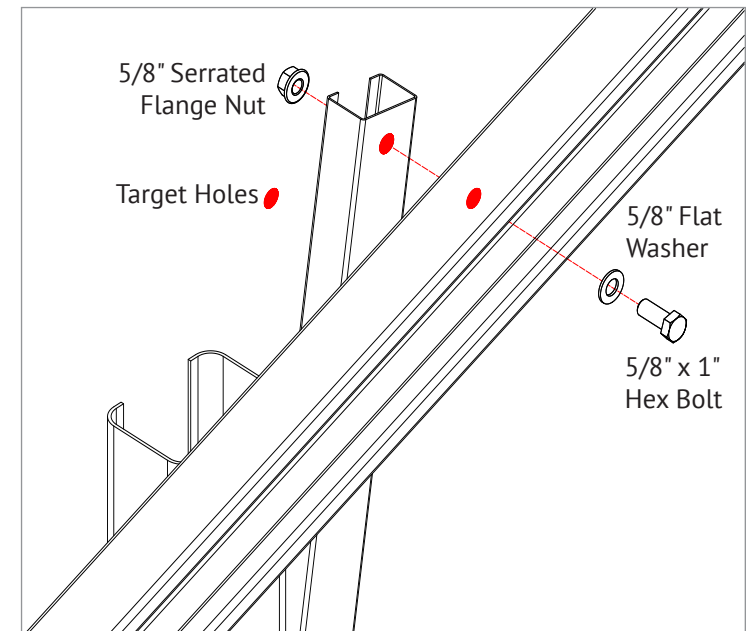 5/8" Serrated
Flange Nut
Target Holes
5/8" Flat
Washer
5/8" x 1"
Hex Bolt